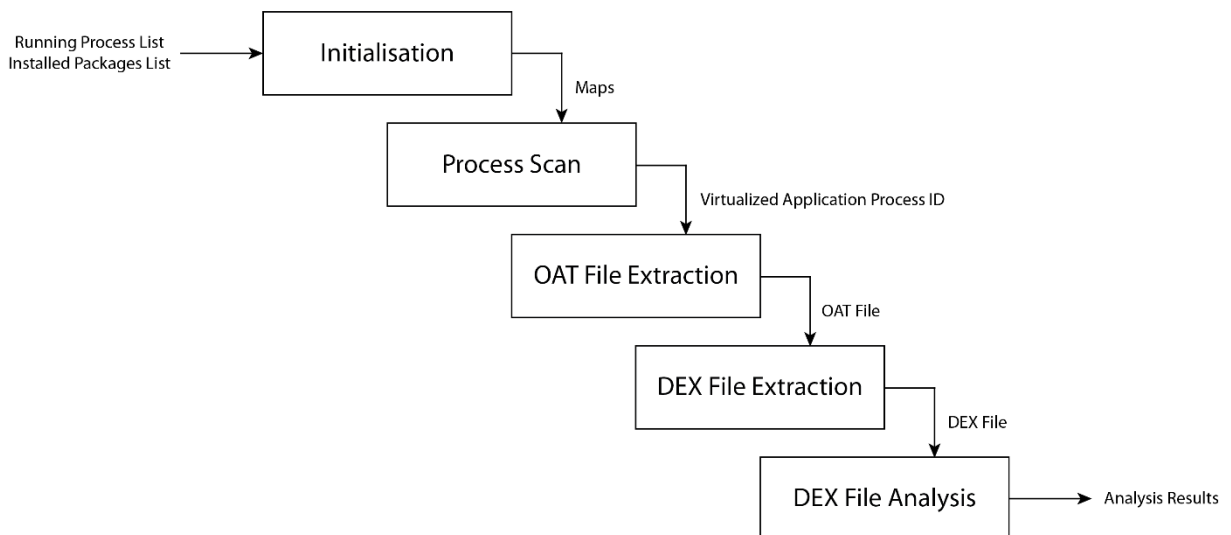 Running Process List
Installed Packages List
Initialisation
Maps
Process Scan
Virtualized Application Process ID
OAT File Extraction
OAT File
DEX File Extraction
DEX File
DEX File Analysis
Analysis Results